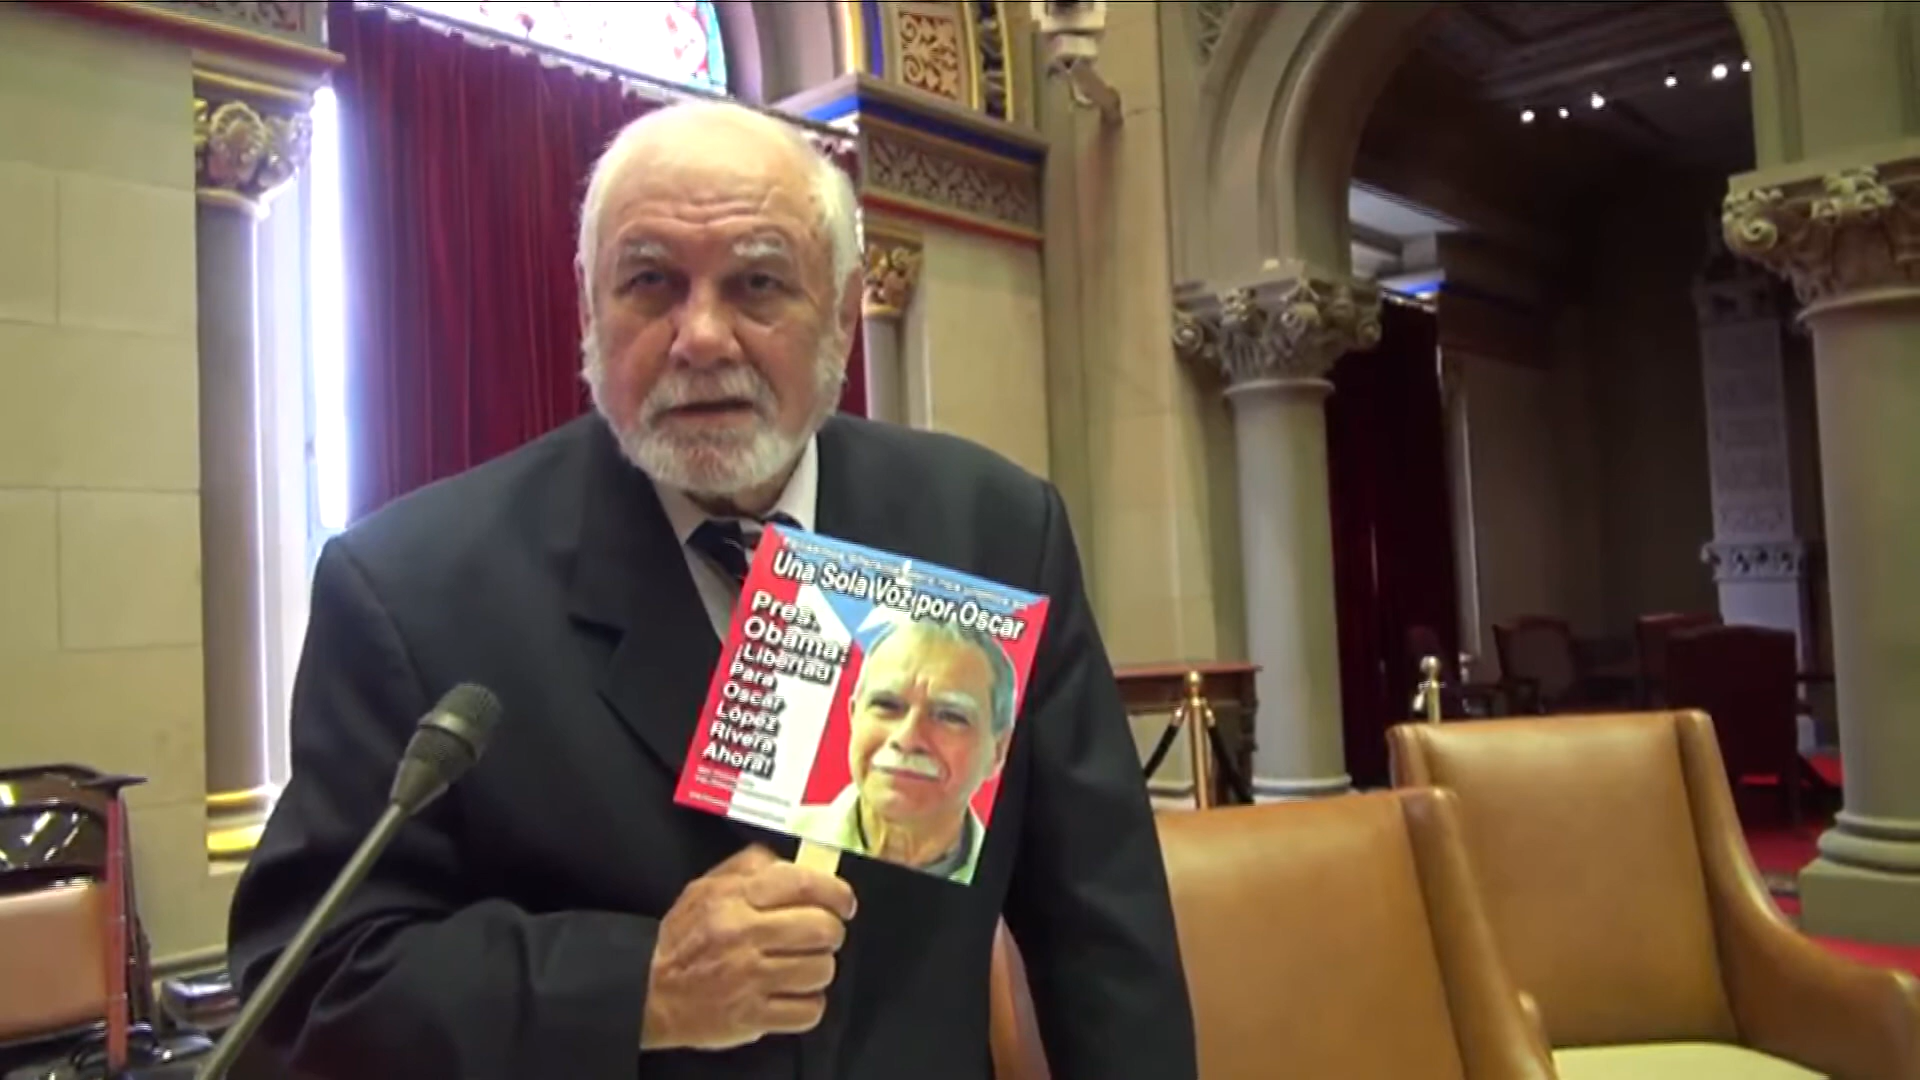 Una Sola Voz por Oscar
Pres.
Obama:
¡Libertad
Para
Oscar
López
Rivera
Ahora!